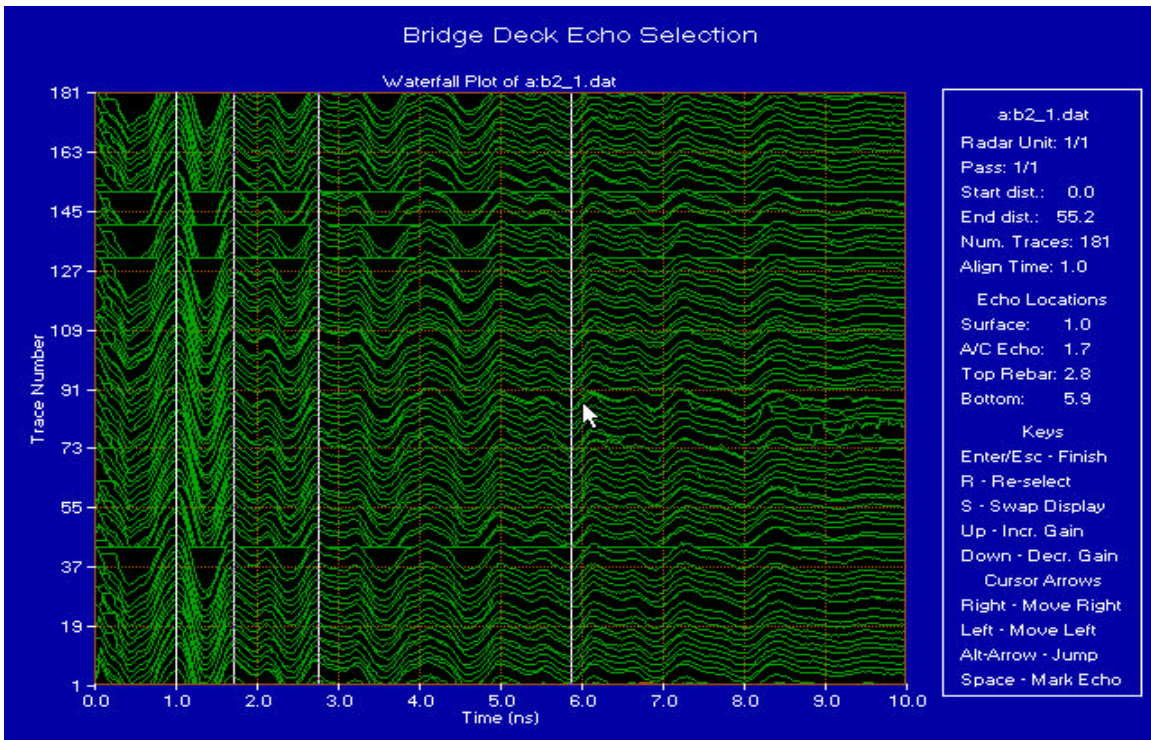 Bridge Deck Echo Selection
Waterfall Plot of a:b2_1.dat
181
163
145
127
109
91
73
55
37
19
1
Trace Number
0.0 1.0 2.0 3.0 4.0 5.0 6.0 7.0 8.0 9.0 10.0
Time (ns)
a:b2_1.dat
Radar Unit: 1/1
Pass: 1/1
Start dist.: 0.0
End dist.: 55.2
Num. Traces: 181
Align Time: 1.0
Echo Locations
Surface: 1.0
A/C Echo: 1.7
Top Rebar: 2.8
Bottom: 5.9
Keys
Enter/Esc - Finish
R - Re-select
S - Swap Display
Up - Incr. Gain
Down - Decr. Gain
Cursor Arrows
Right - Move Right
Left - Move Left
Alt-Arrow - Jump
Space - Mark Echo